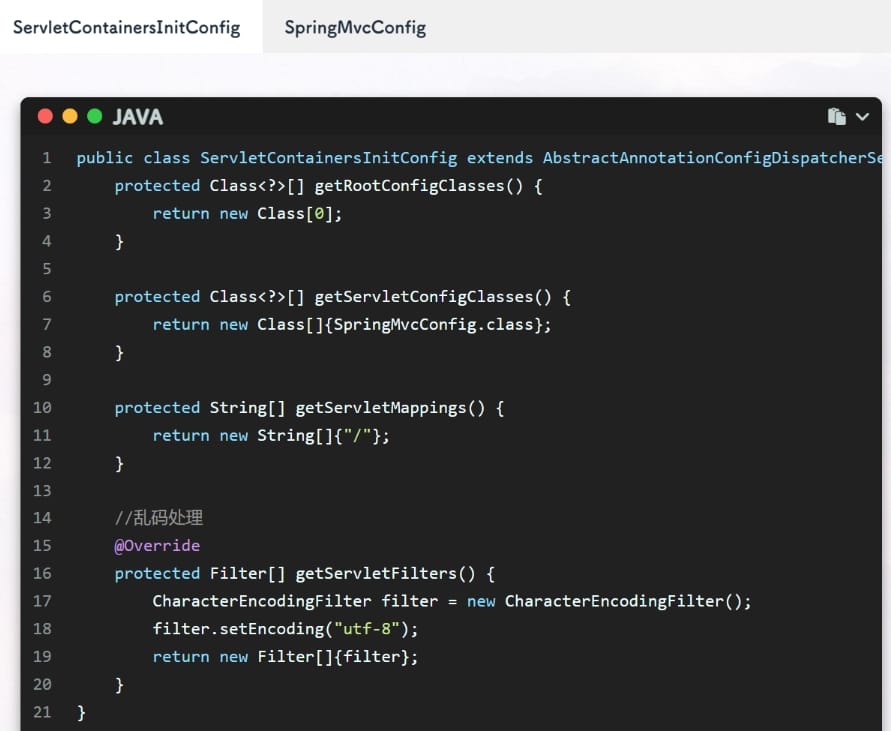 ServletContainersInitConfig SpringMvcConfig
JAVA
1 public class ServletContainersInitConfig extends AbstractAnnotationConfigDispatcherSe
2 protected Class<?>[] getRootConfigClasses() {
3 return new Class[0];
4 }
5
6 protected Class<?>[] getServletConfigClasses() {
7 return new Class[]{SpringMvcConfig.class};
8 }
9
10 protected String[] getServletMappings() {
11 return new String[]{"/"};
12 }
13
14 //乱码处理
15 @Override
16 protected Filter[] getServletFilters() {
17 CharacterEncodingFilter filter = new CharacterEncodingFilter();
18 filter.setEncoding("utf-8");
19 return new Filter[]{filter};
20 }
21 }